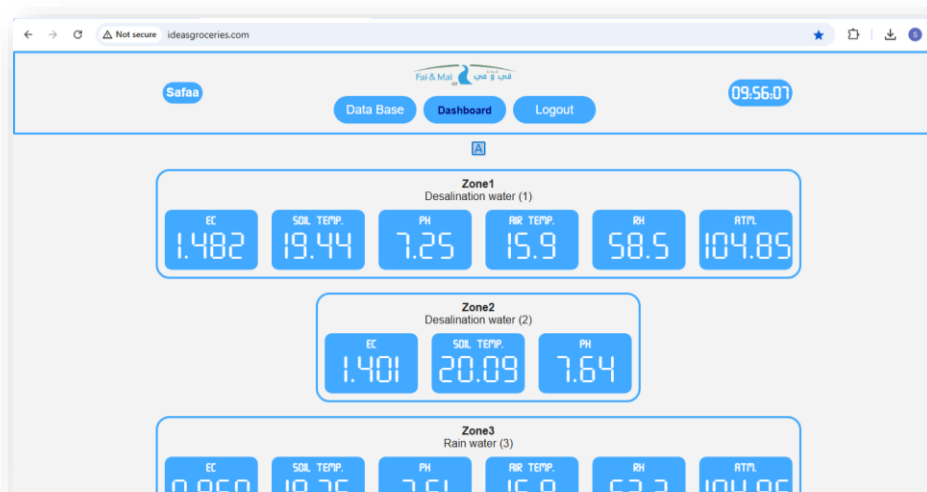 Not secure ideasgroceries.com
S
Safaa
Fai & Mai في و مي
09:56:07
Data Base Dashboard Logout
A
Zone1
Desalination water (1)
EC SOIL TEMP. PH AIR TEMP. RH ATM.
1.482 19.44 7.25 15.9 58.5 104.85
Zone2
Desalination water (2)
EC SOIL TEMP. PH
1.401 20.09 7.64
Zone3
Rain water (3)
EC SOIL TEMP. PH AIR TEMP. RH ATM.